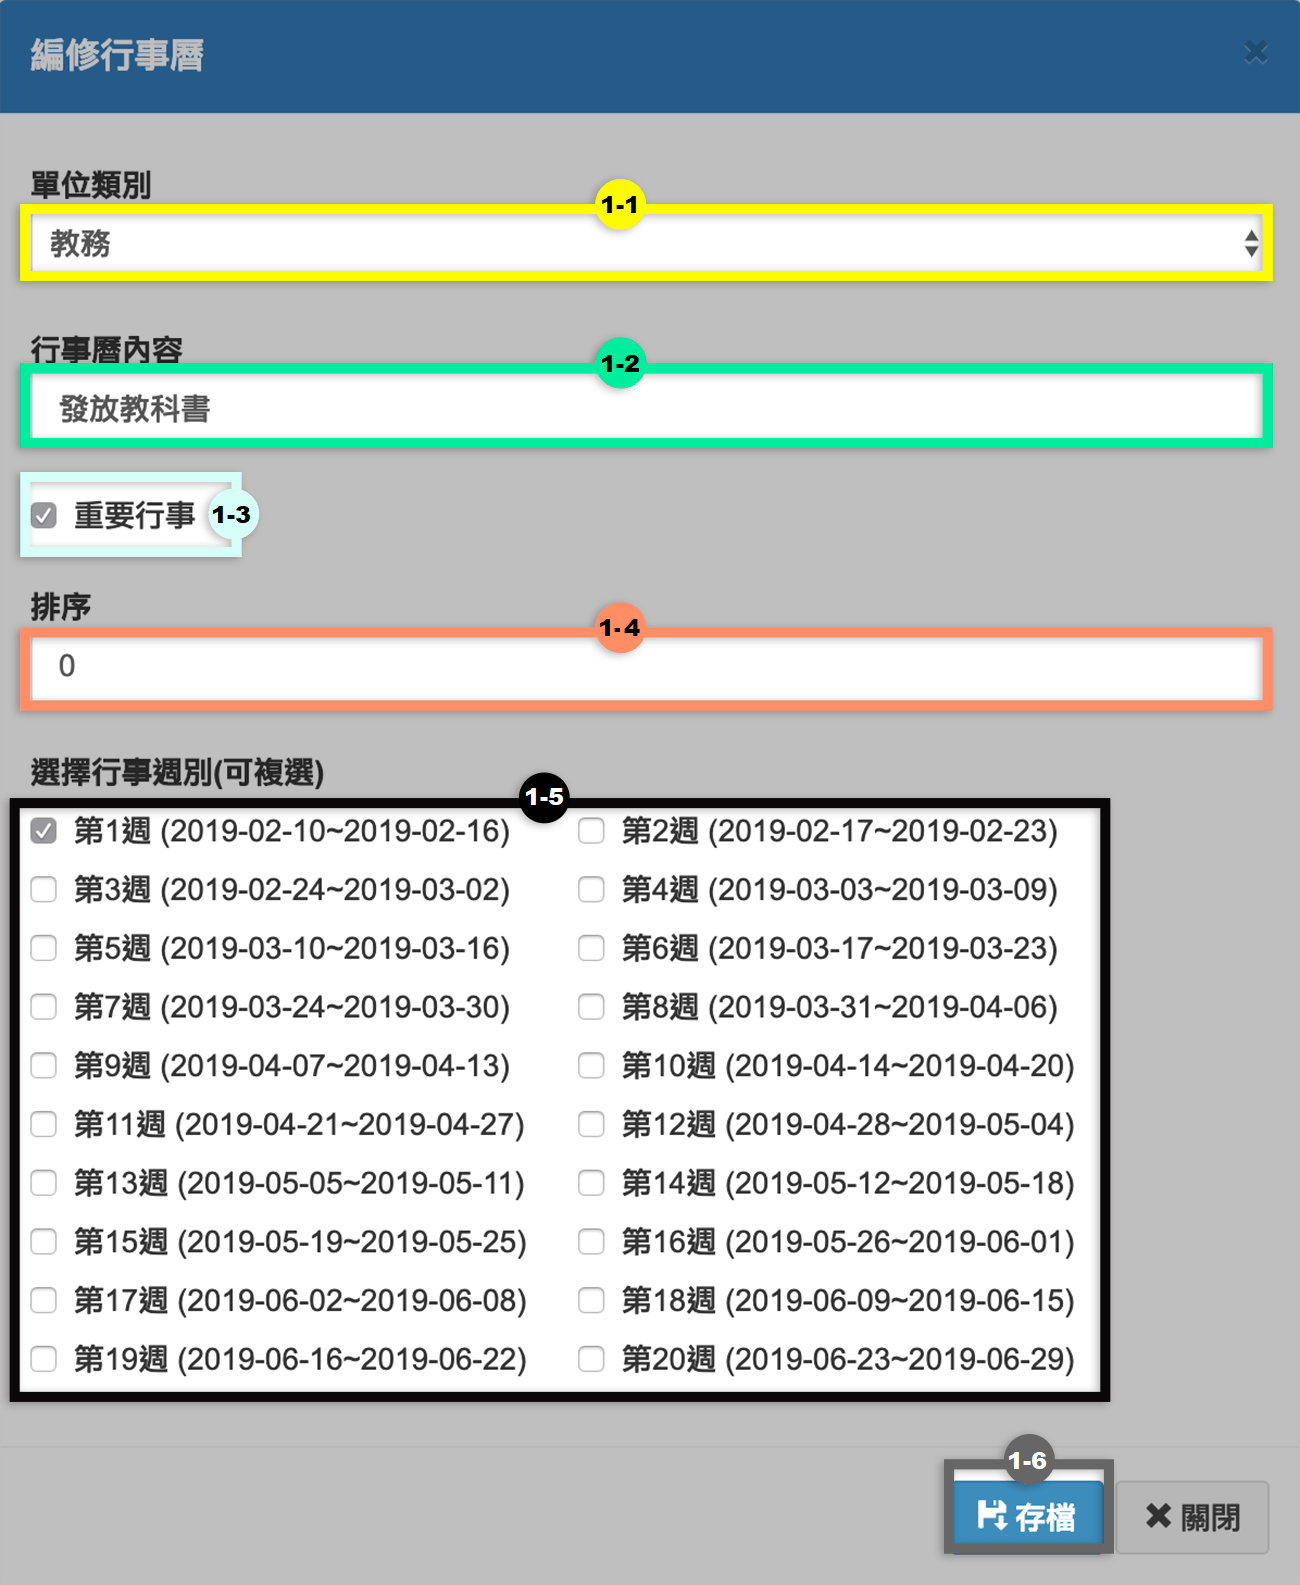 編修行事曆
單位類別
1-1
教務
行事曆內容
1-2
發放教科書
重要行事 1-3
排序
1-4
0
選擇行事週別(可複選)
1-5
第1週 (2019-02-10~2019-02-16) 第2週 (2019-02-17~2019-02-23)
第3週 (2019-02-24~2019-03-02) 第4週 (2019-03-03~2019-03-09)
第5週 (2019-03-10~2019-03-16) 第6週 (2019-03-17~2019-03-23)
第7週 (2019-03-24~2019-03-30) 第8週 (2019-03-31~2019-04-06)
第9週 (2019-04-07~2019-04-13) 第10週 (2019-04-14~2019-04-20)
第11週 (2019-04-21~2019-04-27) 第12週 (2019-04-28~2019-05-04)
第13週 (2019-05-05~2019-05-11) 第14週 (2019-05-12~2019-05-18)
第15週 (2019-05-19~2019-05-25) 第16週 (2019-05-26~2019-06-01)
第17週 (2019-06-02~2019-06-08) 第18週 (2019-06-09~2019-06-15)
第19週 (2019-06-16~2019-06-22) 第20週 (2019-06-23~2019-06-29)
1-6
存檔 關閉